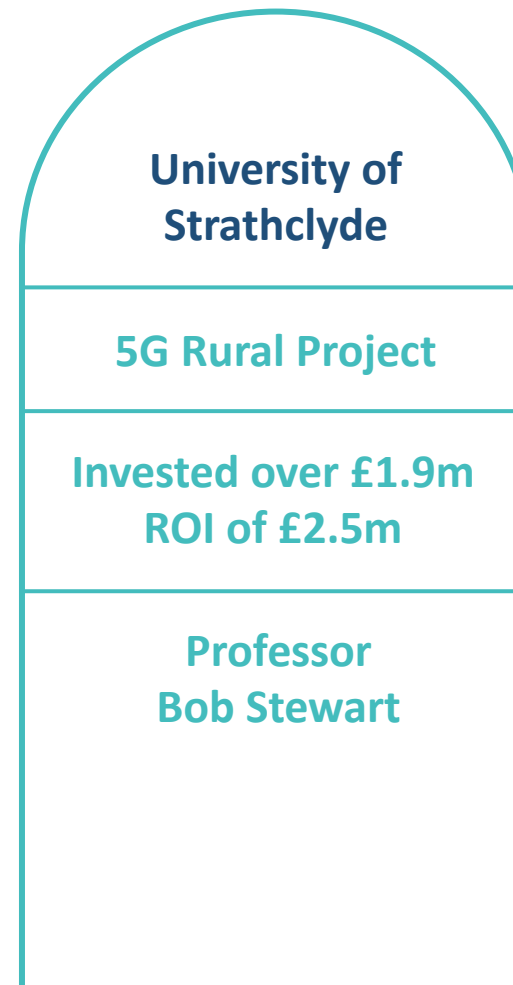 University of
Strathclyde
5G Rural Project
Invested over £1.9m
ROI of £2.5m
Professor
Bob Stewart